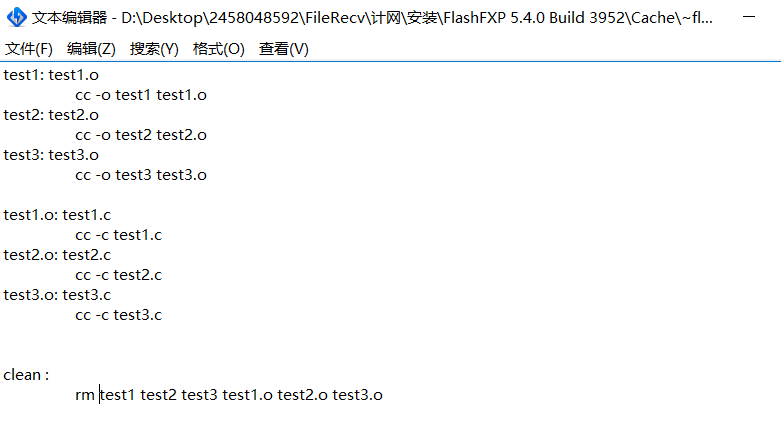 文本编辑器 - D:\Desktop\2458048592\FileRecv\计网\安装\FlashFXP 5.4.0 Build 3952\Cache\~fl...
文件(F) 编辑(Z) 搜索(Y) 格式(O) 查看(V)
test1: test1.o
cc -o test1 test1.o
test2: test2.o
cc -o test2 test2.o
test3: test3.o
cc -o test3 test3.o
test1.o: test1.c
cc -c test1.c
test2.o: test2.c
cc -c test2.c
test3.o: test3.c
cc -c test3.c
clean :
rm test1 test2 test3 test1.o test2.o test3.o